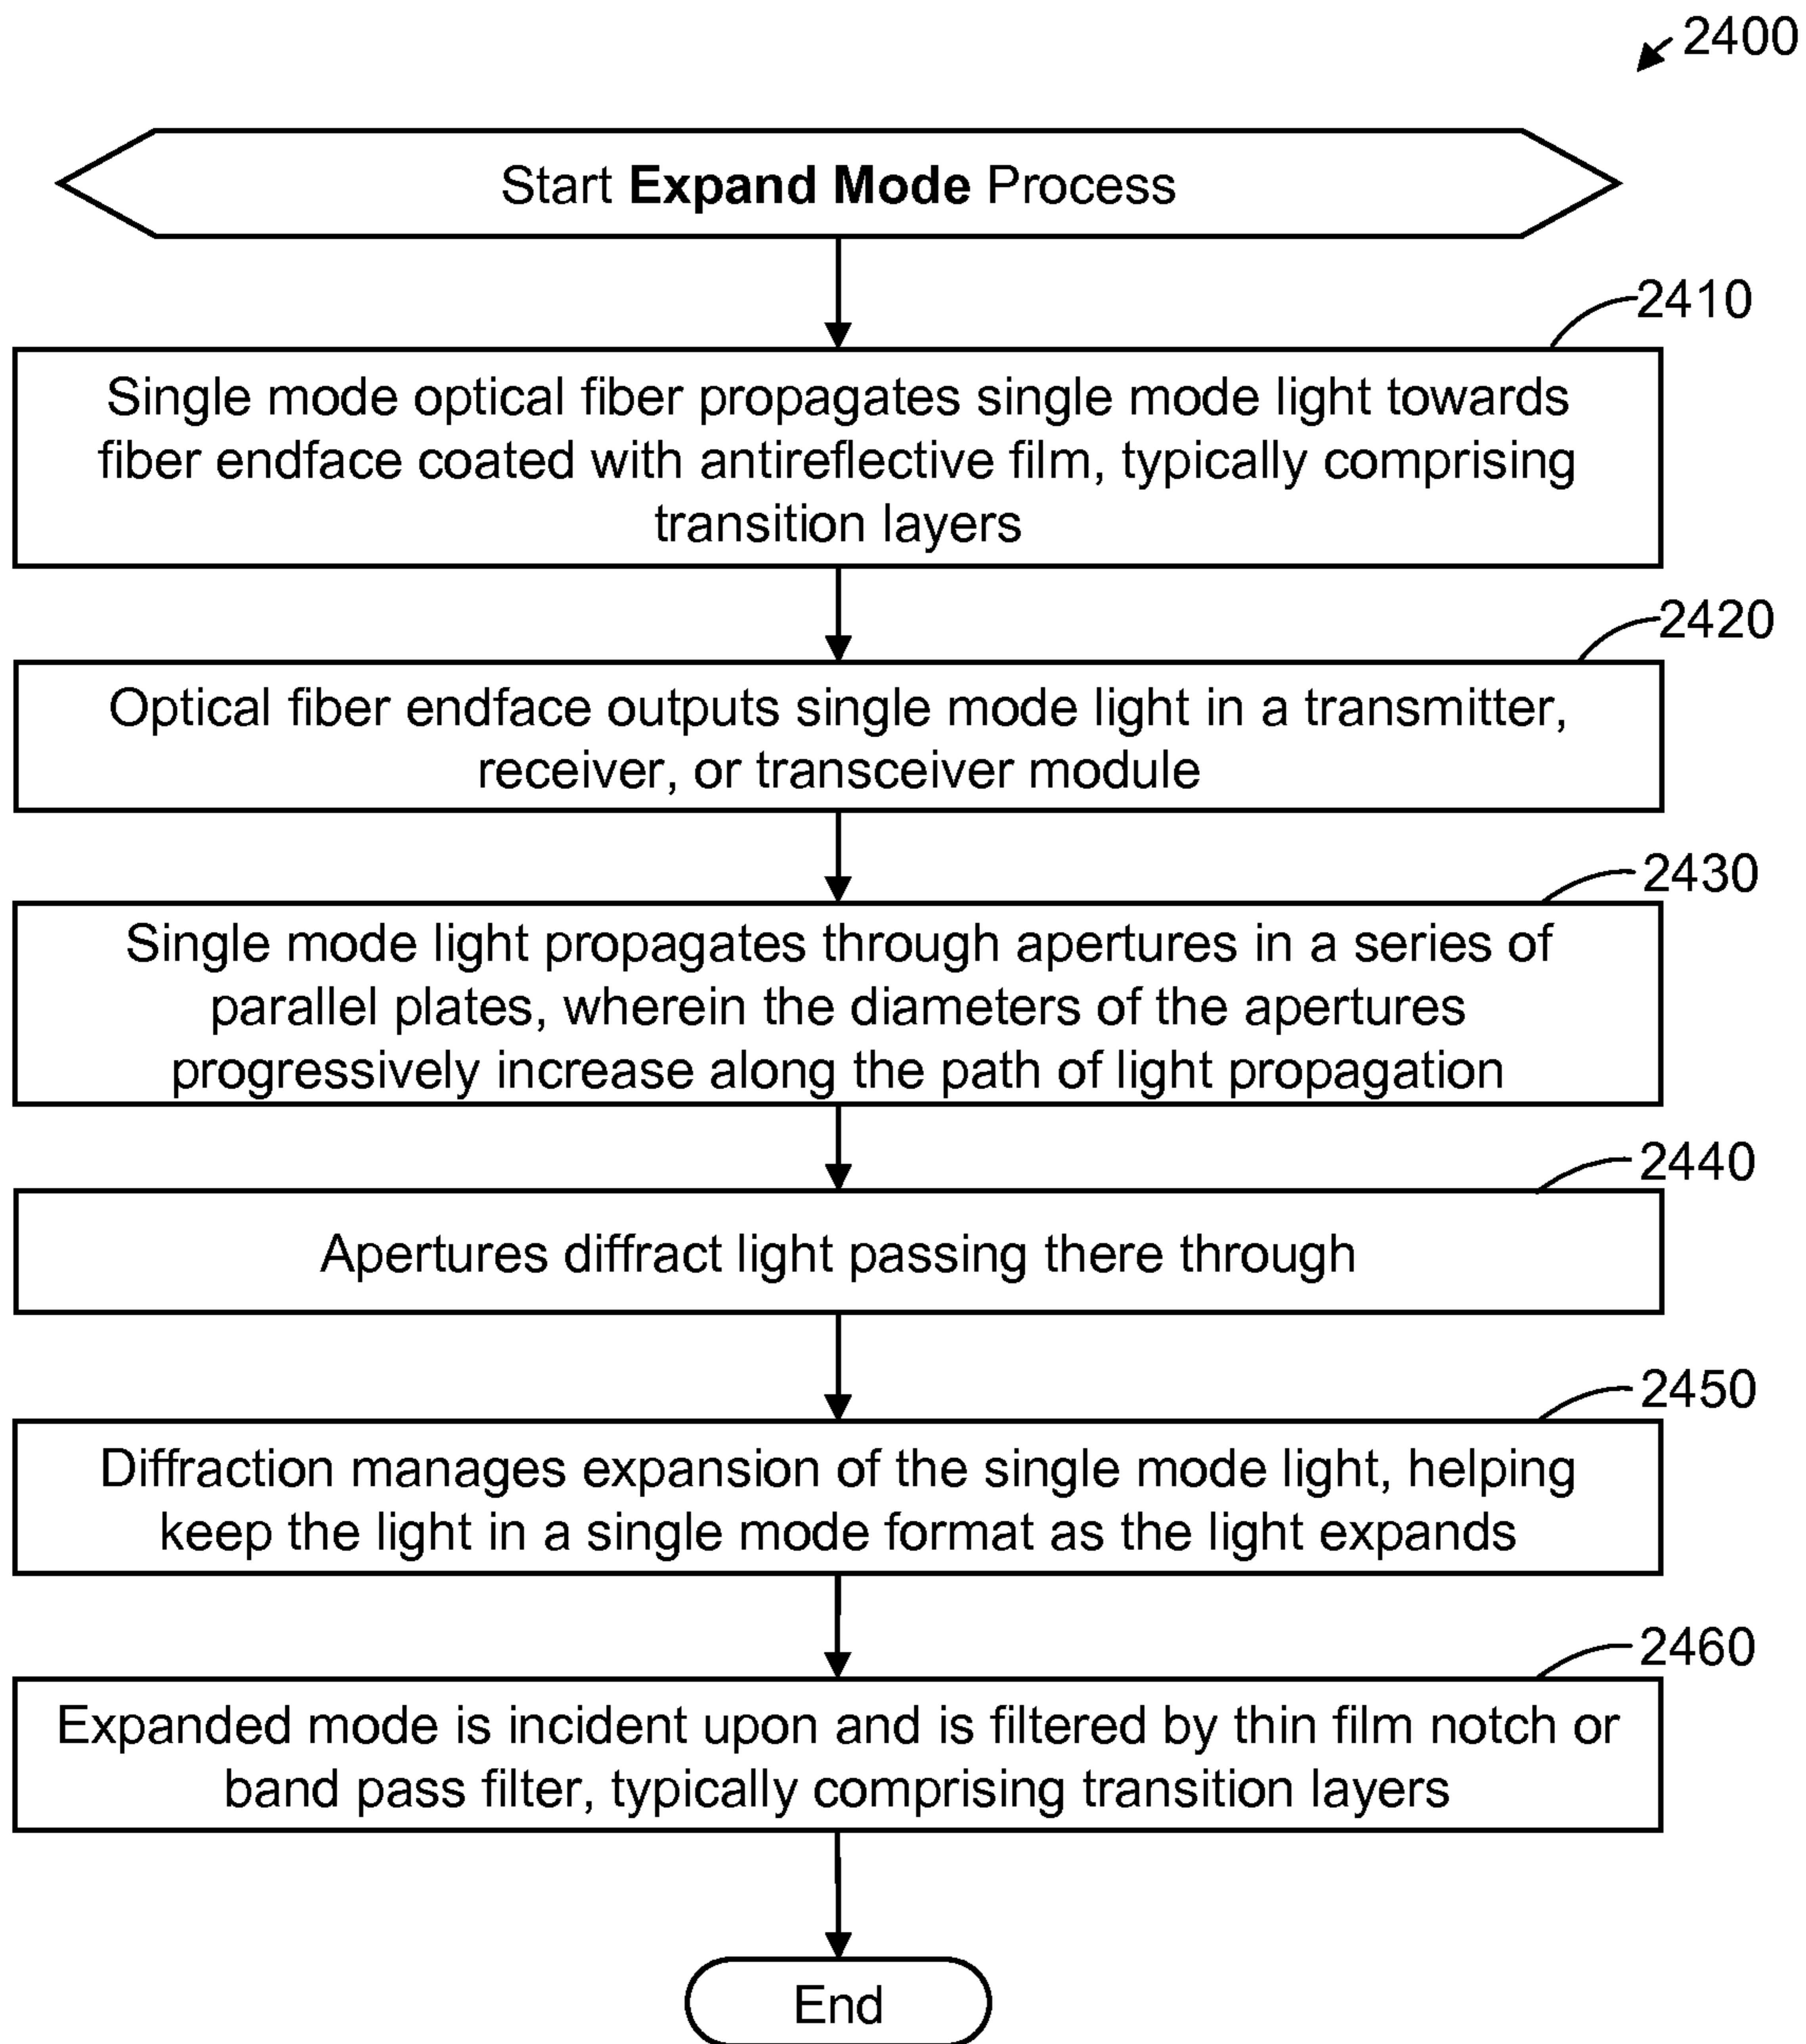 2400
Start Expand Mode Process
2410
Single mode optical fiber propagates single mode light towards
fiber endface coated with antireflective film, typically comprising
transition layers
2420
Optical fiber endface outputs single mode light in a transmitter,
receiver, or transceiver module
2430
Single mode light propagates through apertures in a series of
parallel plates, wherein the diameters of the apertures
progressively increase along the path of light propagation
2440
Apertures diffract light passing there through
2450
Diffraction manages expansion of the single mode light, helping
keep the light in a single mode format as the light expands
2460
Expanded mode is incident upon and is filtered by thin film notch or
band pass filter, typically comprising transition layers
End